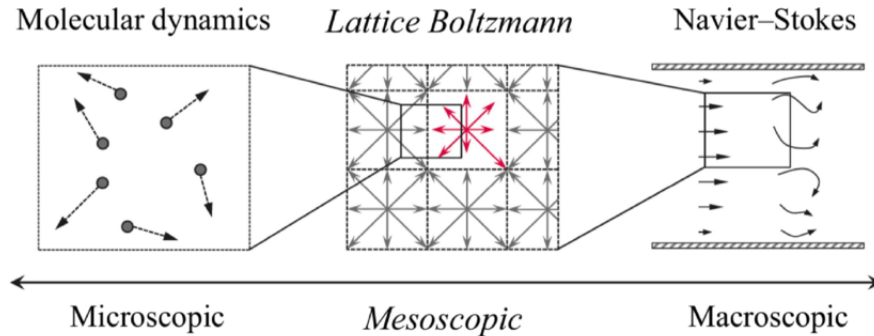 Molecular dynamics
Lattice Boltzmann
Navier–Stokes
Microscopic
Mesoscopic
Macroscopic